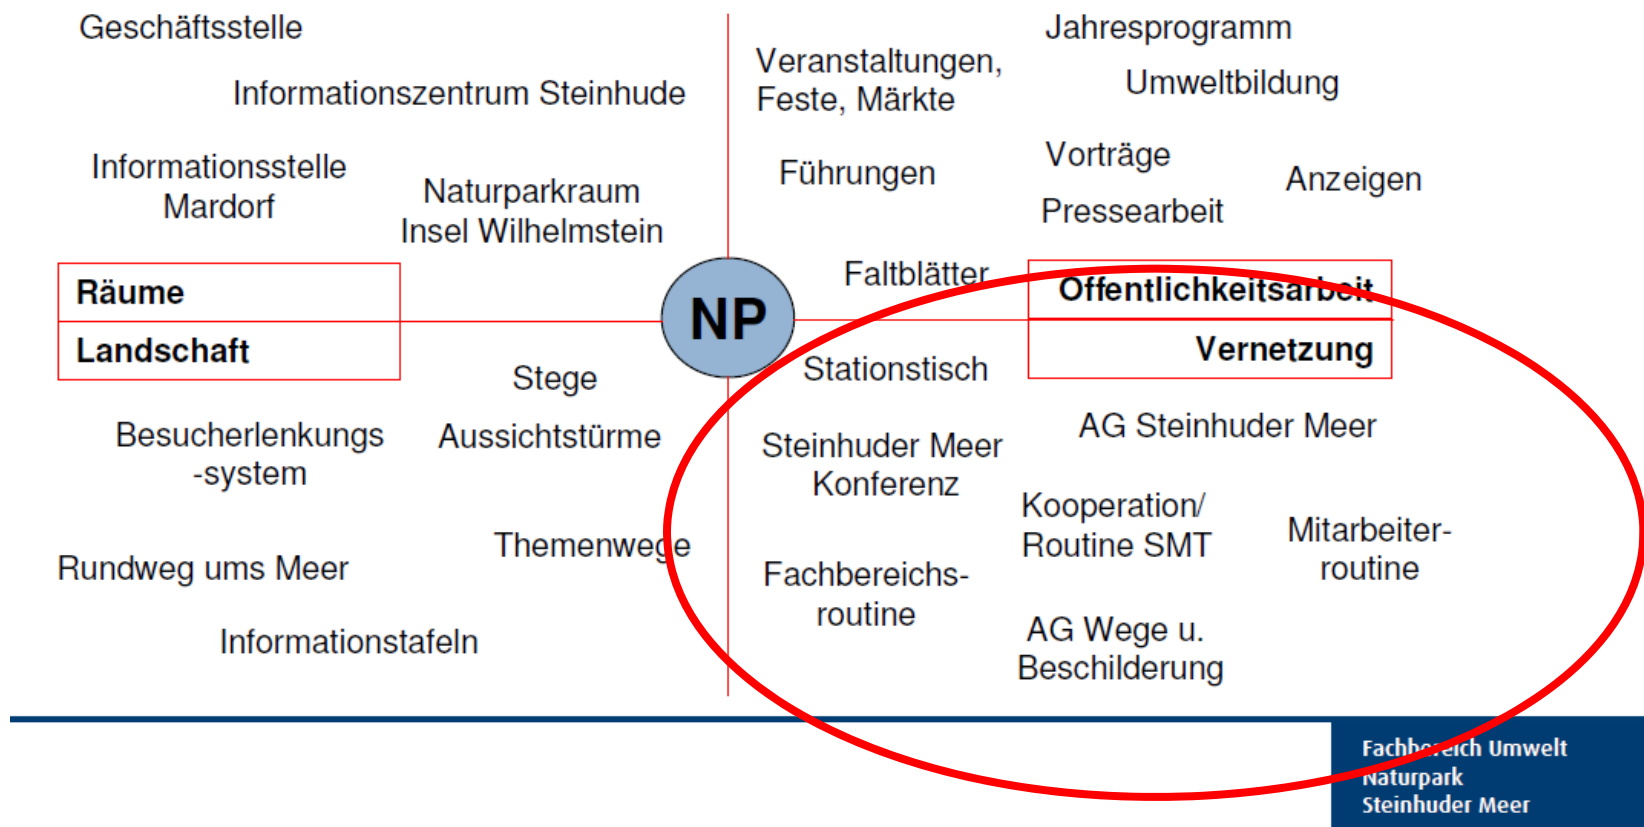 Geschäftsstelle
Informationszentrum Steinhude
Informationsstelle
Mardorf
Naturparkraum
Insel Wilhelmstein
Räume
Veranstaltungen,
Feste, Märkte
Jahresprogramm
Umweltbildung
Führungen
Vorträge
Anzeigen
Pressearbeit
Faltblätter
Öffentlichkeitsarbeit
NP
Landschaft
Stege
Besucherlenkungs
-system
Aussichtstürme
Themenwege
Rundweg ums Meer
Informationstafeln
Vernetzung
Stationstisch
AG Steinhuder Meer
Steinhuder Meer
Konferenz
Kooperation/
Routine SMT
Mitarbeiter-
routine
Fachbereichs-
routine
AG Wege u.
Beschilderung
Fachbereich Umwelt
Naturpark
Steinhuder Meer